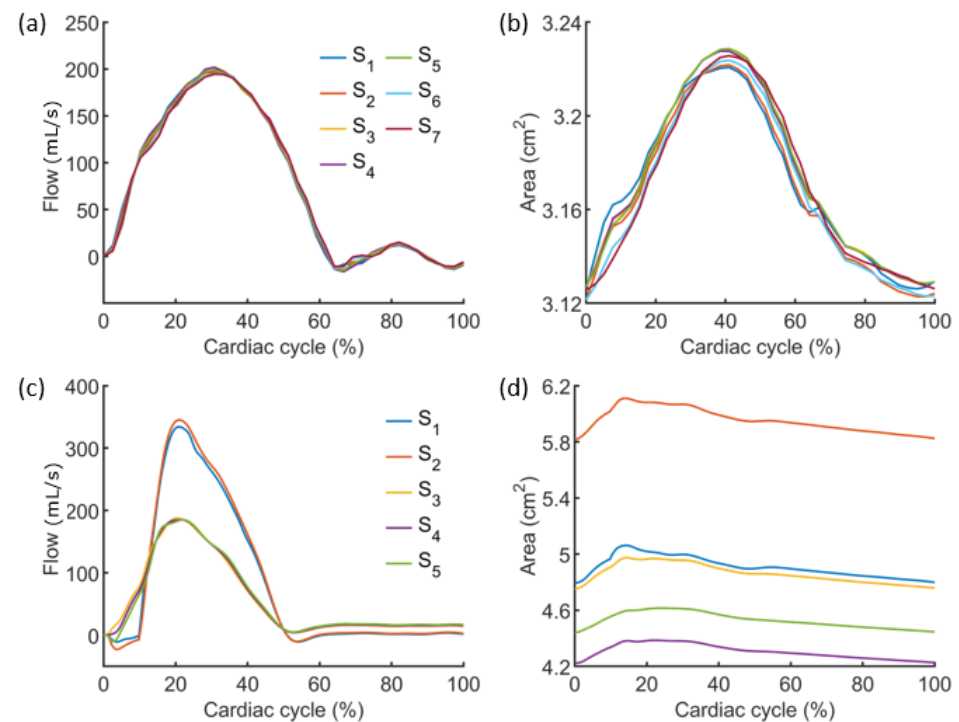 (a)
Flow (mL/s)
250
200
150
100
50
0
-50
0 20 40 60 80 100
Cardiac cycle (%)
S1 S5
S2 S6
S3 S7
S4
(b)
Area (cm2)
3.24
3.2
3.16
3.12
0 20 40 60 80 100
Cardiac cycle (%)
(c)
Flow (mL/s)
400
300
200
100
0
0 20 40 60 80 100
Cardiac cycle (%)
S1
S2
S3
S4
S5
(d)
Area (cm2)
6.2
5.8
5.4
5
4.6
4.2
0 20 40 60 80 100
Cardiac cycle (%)